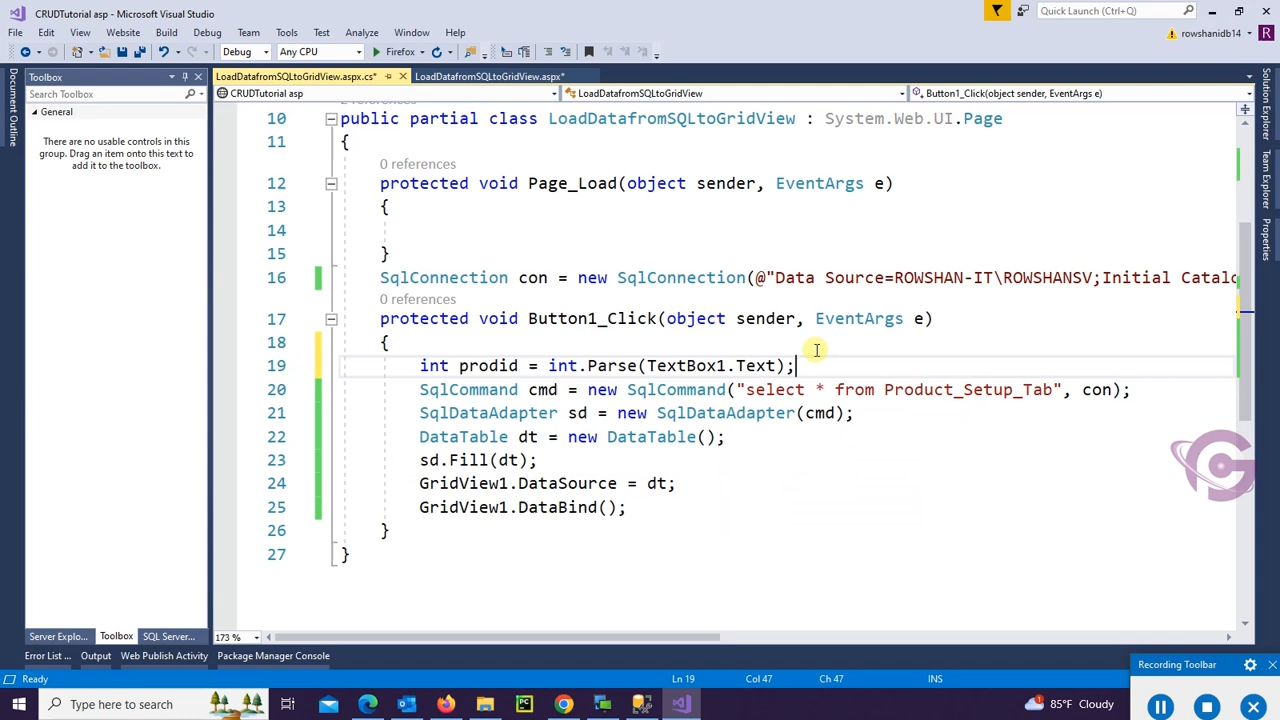 CRUDTutorial asp - Microsoft Visual Studio
Quick Launch (Ctrl+Q)
File Edit View Website Build Debug Team Tools Test Analyze Window Help
rowshanidb14
R
Debug Any CPU Firefox
Document Outline
Toolbox
Search Toolbox
General
There are no usable controls in this
group. Drag an item onto this text to
add it to the toolbox.
LoadDatafromSQLtoGridView.aspx.cs* LoadDatafromSQLtoGridView.aspx*
CRUDTutorial asp LoadDatafromSQLtoGridView Button1_Click(object sender, EventArgs e)
10 public partial class LoadDatafromSQLtoGridView : System.Web.UI.Page
11 {
0 references
12 protected void Page_Load(object sender, EventArgs e)
13 {
14
15 }
16 SqlConnection con = new SqlConnection(@"Data Source=ROWSHAN-IT\ROWSHANSV;Initial Catalo
0 references
17 protected void Button1_Click(object sender, EventArgs e)
18 {
19 int prodid = int.Parse(TextBox1.Text);
20 SqlCommand cmd = new SqlCommand("select * from Product_Setup_Tab", con);
21 SqlDataAdapter sd = new SqlDataAdapter(cmd);
22 DataTable dt = new DataTable();
23 sd.Fill(dt);
24 GridView1.DataSource = dt;
25 GridView1.DataBind();
26 }
27 }
Solution Explorer
Team Explorer
Properties
173 %
Server Explo... Toolbox SQL Server...
Error List ... Output Web Publish Activity Package Manager Console
Ready Ln 19 Col 47 Ch 47 INS
Recording Toolbar
Type here to search
85°F Cloudy